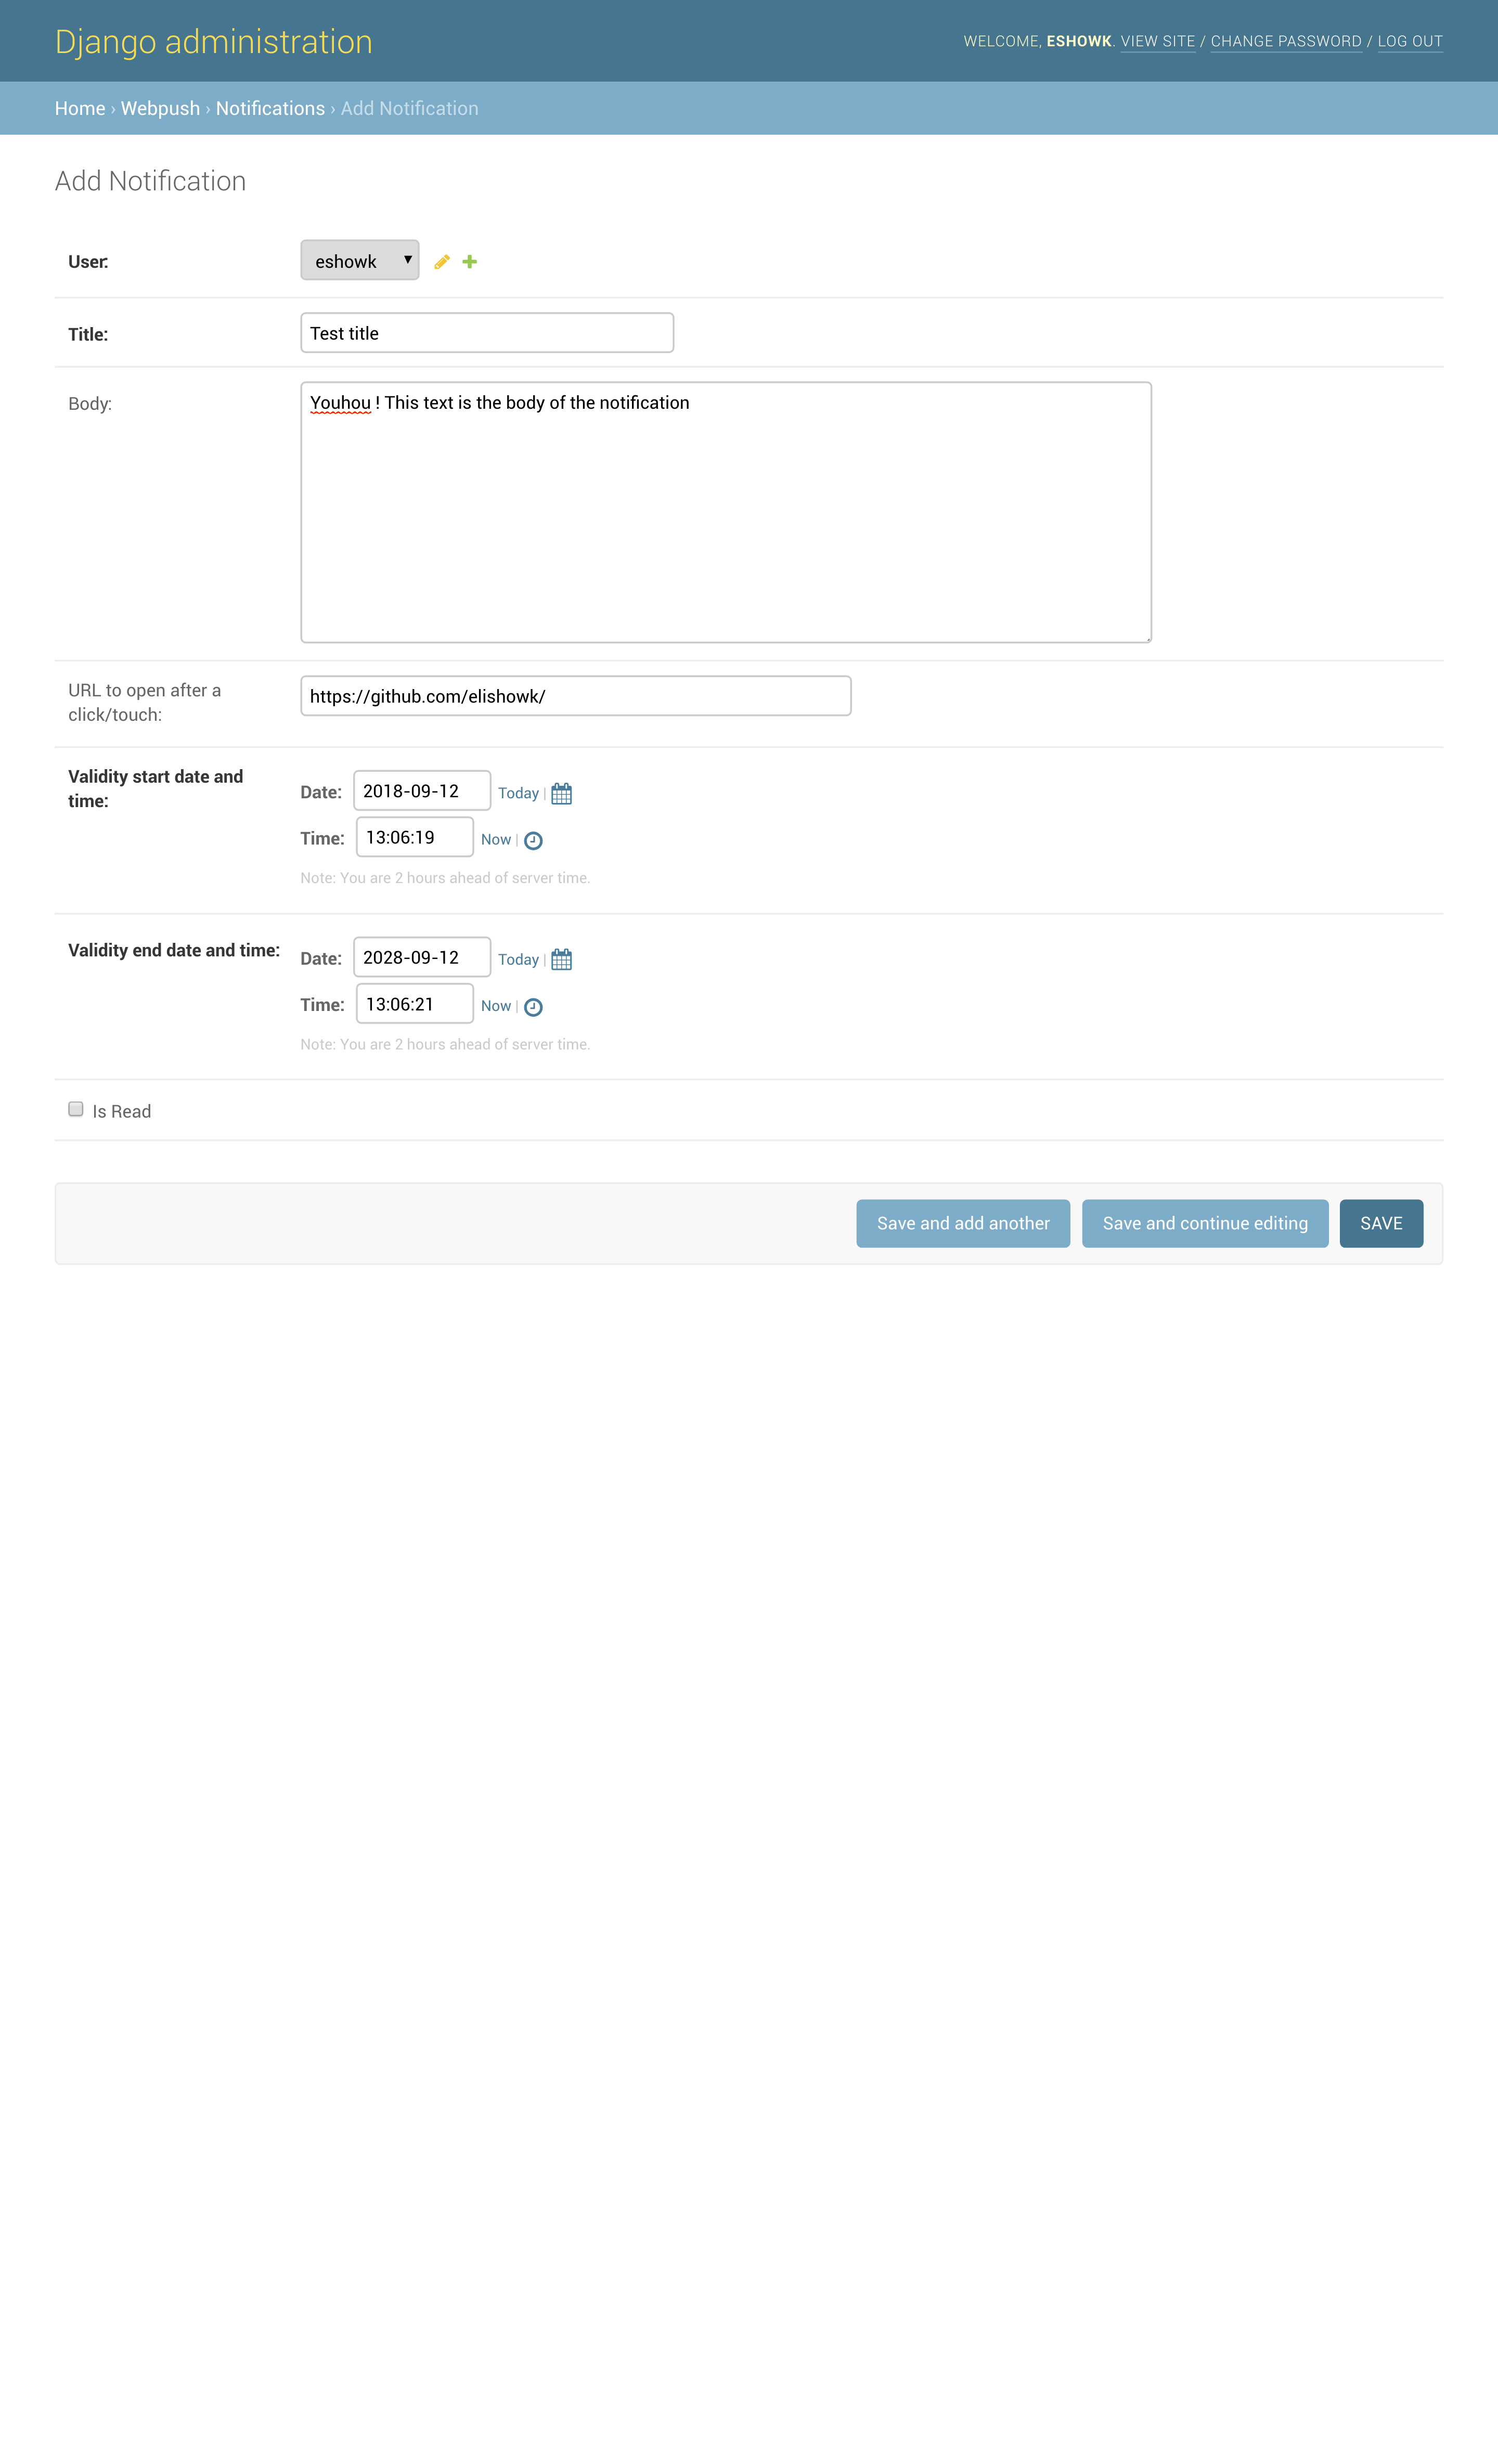 Django administration
WELCOME, ESHOWK. VIEW SITE / CHANGE PASSWORD / LOG OUT
Home › Webpush › Notifications › Add Notification
Add Notification
User:
eshowk
Title:
Test title
Body:
Youhou ! This text is the body of the notification
URL to open after a
click/touch:
https://github.com/elishowk/
Validity start date and
time:
Date: 2018-09-12 Today |
Time: 13:06:19 Now |
Note: You are 2 hours ahead of server time.
Validity end date and time:
Date: 2028-09-12 Today |
Time: 13:06:21 Now |
Note: You are 2 hours ahead of server time.
Is Read
Save and add another
Save and continue editing
SAVE